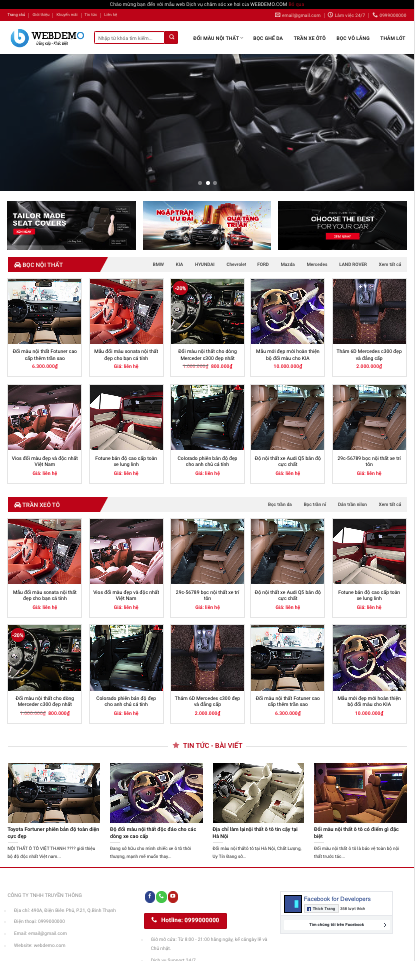 Chào mừng bạn đến với mẫu web Dịch vụ chăm sóc xe hơi của WEBDEMO.COM
Trang chủ | Giới thiệu | Khuyến mãi | Tin tức | Liên hệ
email@gmail.com | Làm việc 24/7 | 0999000000
WEBDEMO
Đẳng cấp - Khác biệt
Nhập từ khóa tìm kiếm...
ĐỔI MÀU NỘI THẤT
BỌC GHẾ DA
TRẦN XE ÔTÔ
BỌC VÔ LĂNG
THẢM LÓT
TAILOR MADE
SEAT COVERS
NGẬP TRÀN
ƯU ĐÃI
QUÀ TẶNG
TRI ÂN
CHOOSE THE BEST
FOR YOUR CAR
BỌC NỘI THẤT
BMW KIA HYUNDAI Chevrolet FORD Mazda Mercedes LAND ROVER Xem tất cả
Đổi màu nội thất Fotuner cao cấp thêm trần sao
6.300.000₫
Mẫu đổi màu sonata nội thất đẹp cho bạn cá tính
Giá: liên hệ
-20%
Đổi màu nội thất cho dòng Merceder c300 đẹp nhất
1.000.000₫ 800.000₫
Mẫu mới đẹp mới hoàn thiện bộ đổi màu cho KIA
10.000.000₫
Thảm 6D Mercedes c300 đẹp và đẳng cấp
2.000.000₫
Vios đổi màu đẹp và độc nhất Việt Nam
Giá: liên hệ
Fotune bản độ cao cấp toàn xe lung linh
Giá: liên hệ
Colorado phiên bản độ đẹp cho anh chủ cá tính
Giá: liên hệ
Độ nội thất xe Audi Q5 bản độ cực chất
Giá: liên hệ
29c-56789 bọc nội thất xe trí tôn
Giá: liên hệ
TRẦN XE Ô TÔ
Bọc trần da Bọc trần nỉ Dán trần nilon Xem tất cả
Mẫu đổi màu sonata nội thất đẹp cho bạn cá tính
Giá: liên hệ
Vios đổi màu đẹp và độc nhất Việt Nam
Giá: liên hệ
29c-56789 bọc nội thất xe trí tôn
Giá: liên hệ
Độ nội thất xe Audi Q5 bản độ cực chất
Giá: liên hệ
Fotune bản độ cao cấp toàn xe lung linh
Giá: liên hệ
-20%
Đổi màu nội thất cho dòng Merceder c300 đẹp nhất
1.000.000₫ 800.000₫
Colorado phiên bản độ đẹp cho anh chủ cá tính
Giá: liên hệ
Thảm 6D Mercedes c300 đẹp và đẳng cấp
2.000.000₫
Đổi màu nội thất Fotuner cao cấp thêm trần sao
6.300.000₫
Mẫu mới đẹp mới hoàn thiện bộ đổi màu cho KIA
10.000.000₫
TIN TỨC - BÀI VIẾT
Toyota Fortuner phiên bản độ toàn diện cực đẹp
NỘI THẤT Ô TÔ VIỆT THANH ???? giới thiệu bộ độ độc nhất Việt nam...
Độ đổi màu nội thất độc đáo cho các dòng xe cao cấp
Đang sở hữu cho mình chiếc xe ô tô thời thượng, mạnh mẽ muốn thay...
Địa chỉ làm lại nội thất ô tô tin cậy tại Hà Nội
Đổi màu nội thất ô tô tại Hà Nội, Chất Lượng, Uy Tín Đang sở...
Đổi màu nội thất ô tô có điểm gì đặc biệt
Đổi màu nội thất ô tô là bảo vệ toàn bộ nội thất trước tác...
CÔNG TY TNHH TRUYỀN THÔNG
Địa chỉ: 490A, Điện Biên Phủ, P.21, Q.Bình Thạnh
Điện thoại: 0999000000
Email: email@gmail.com
Website: webdemo.com
Hotline: 0999000000
Giờ mở cửa: Từ 8:00 - 21:00 hằng ngày, kể cả ngày lễ và Chủ nhật
Dịch vụ Support 24/7
Facebook for Developers
Thích Trang
Tìm chúng tôi trên Facebook